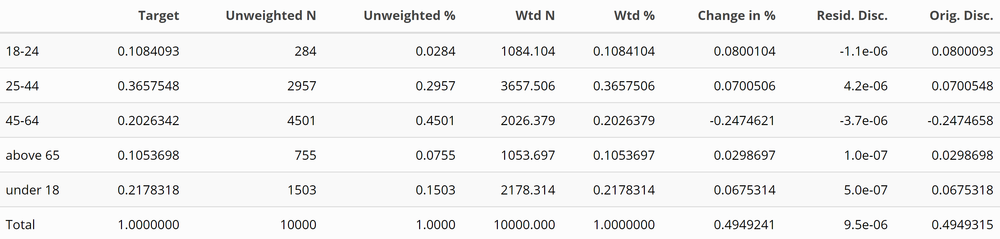 Target Unweighted N Unweighted % Wtd N Wtd % Change in % Resid. Disc. Orig. Disc.
18-24 0.1084093 284 0.0284 1084.104 0.1084104 0.0800104 -1.1e-06 0.0800093
25-44 0.3657548 2957 0.2957 3657.506 0.3657506 0.0700506 4.2e-06 0.0700548
45-64 0.2026342 4501 0.4501 2026.379 0.2026379 -0.2474621 -3.7e-06 -0.2474658
above 65 0.1053698 755 0.0755 1053.697 0.1053697 0.0298697 1.0e-07 0.0298698
under 18 0.2178318 1503 0.1503 2178.314 0.2178314 0.0675314 5.0e-07 0.0675318
Total 1.0000000 10000 1.0000 10000.000 1.0000000 0.4949241 9.5e-06 0.4949315